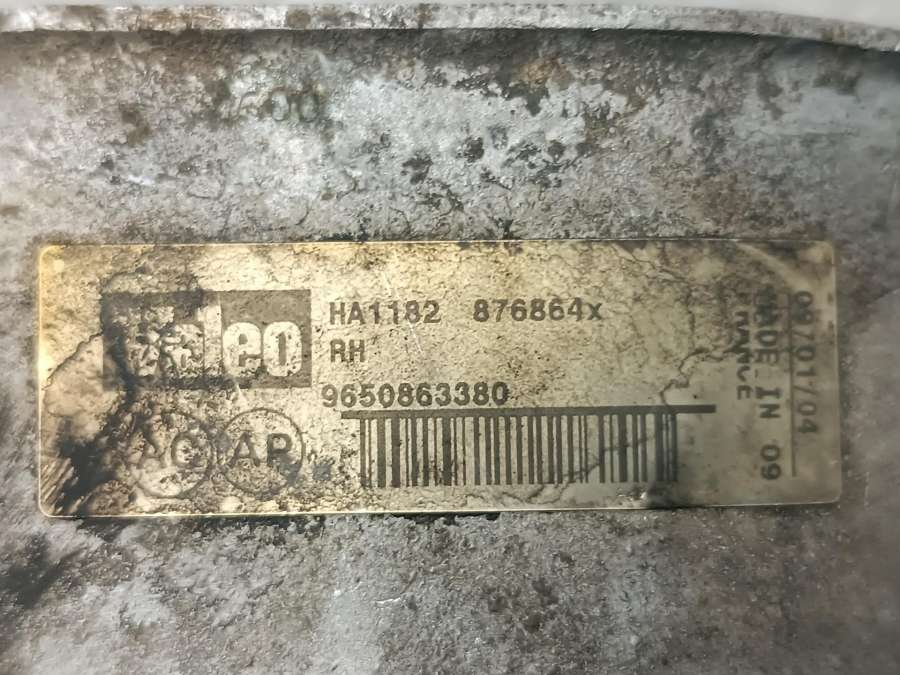 valeo
HA1182 876864x
RH
9650863380
AC AP
09/01/04
MADE IN 09
FRANCE